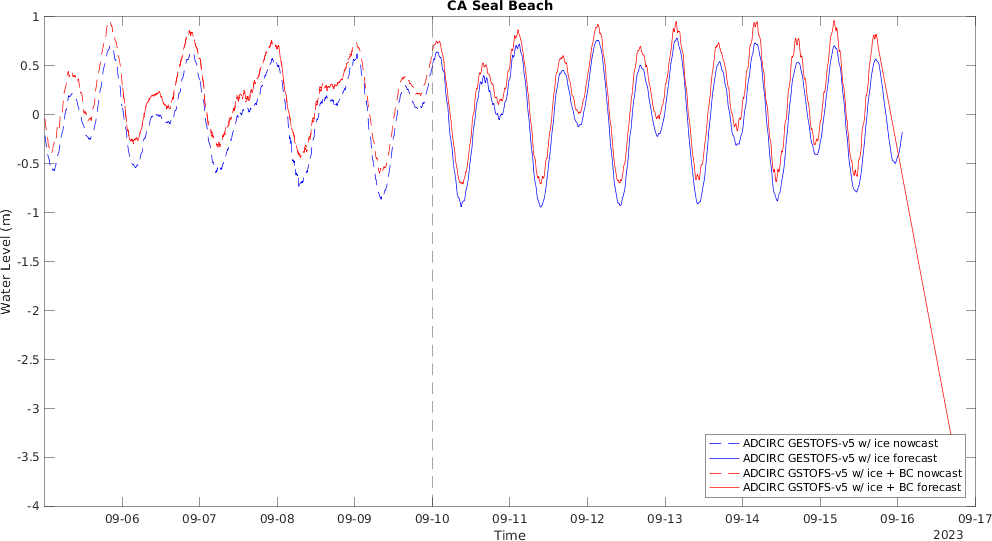 CA Seal Beach
1
0.5
0
-0.5
-1
-1.5
-2
-2.5
-3
-3.5
-4
Water Level (m)
ADCIRC GESTOFS-v5 w/ ice nowcast
ADCIRC GESTOFS-v5 w/ ice forecast
ADCIRC GSTOFS-v5 w/ ice + BC nowcast
ADCIRC GSTOFS-v5 w/ ice + BC forecast
09-06 09-07 09-08 09-09 09-10 09-11 09-12 09-13 09-14 09-15 09-16 09-17
Time
2023